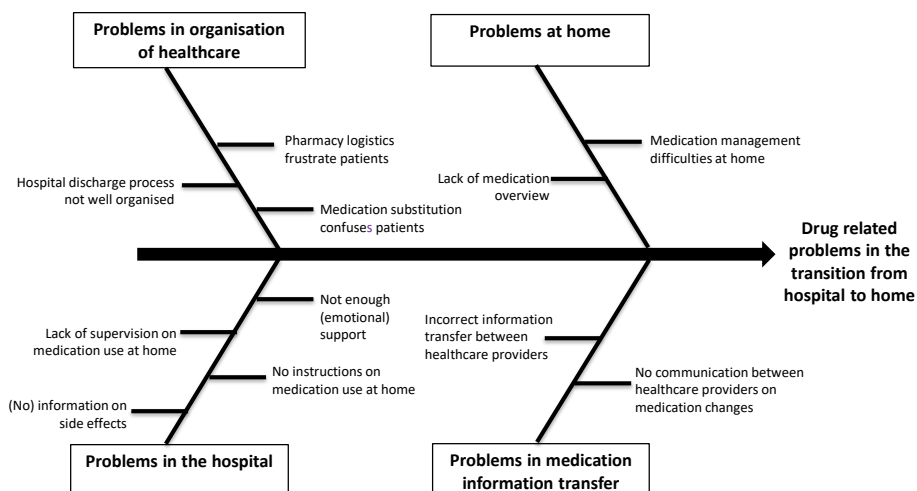 Problems in organisation
of healthcare
Problems at home
Pharmacy logistics
frustrate patients
Hospital discharge process
not well organised
Medication substitution
confuses patients
Medication management
difficulties at home
Lack of medication
overview
Drug related
problems in the
transition from
hospital to home
Not enough
(emotional)
support
Lack of supervision on
medication use at home
No instructions on
medication use at home
(No) information on
side effects
Incorrect information
transfer between
healthcare providers
No communication between
healthcare providers on
medication changes
Problems in the hospital
Problems in medication
information transfer